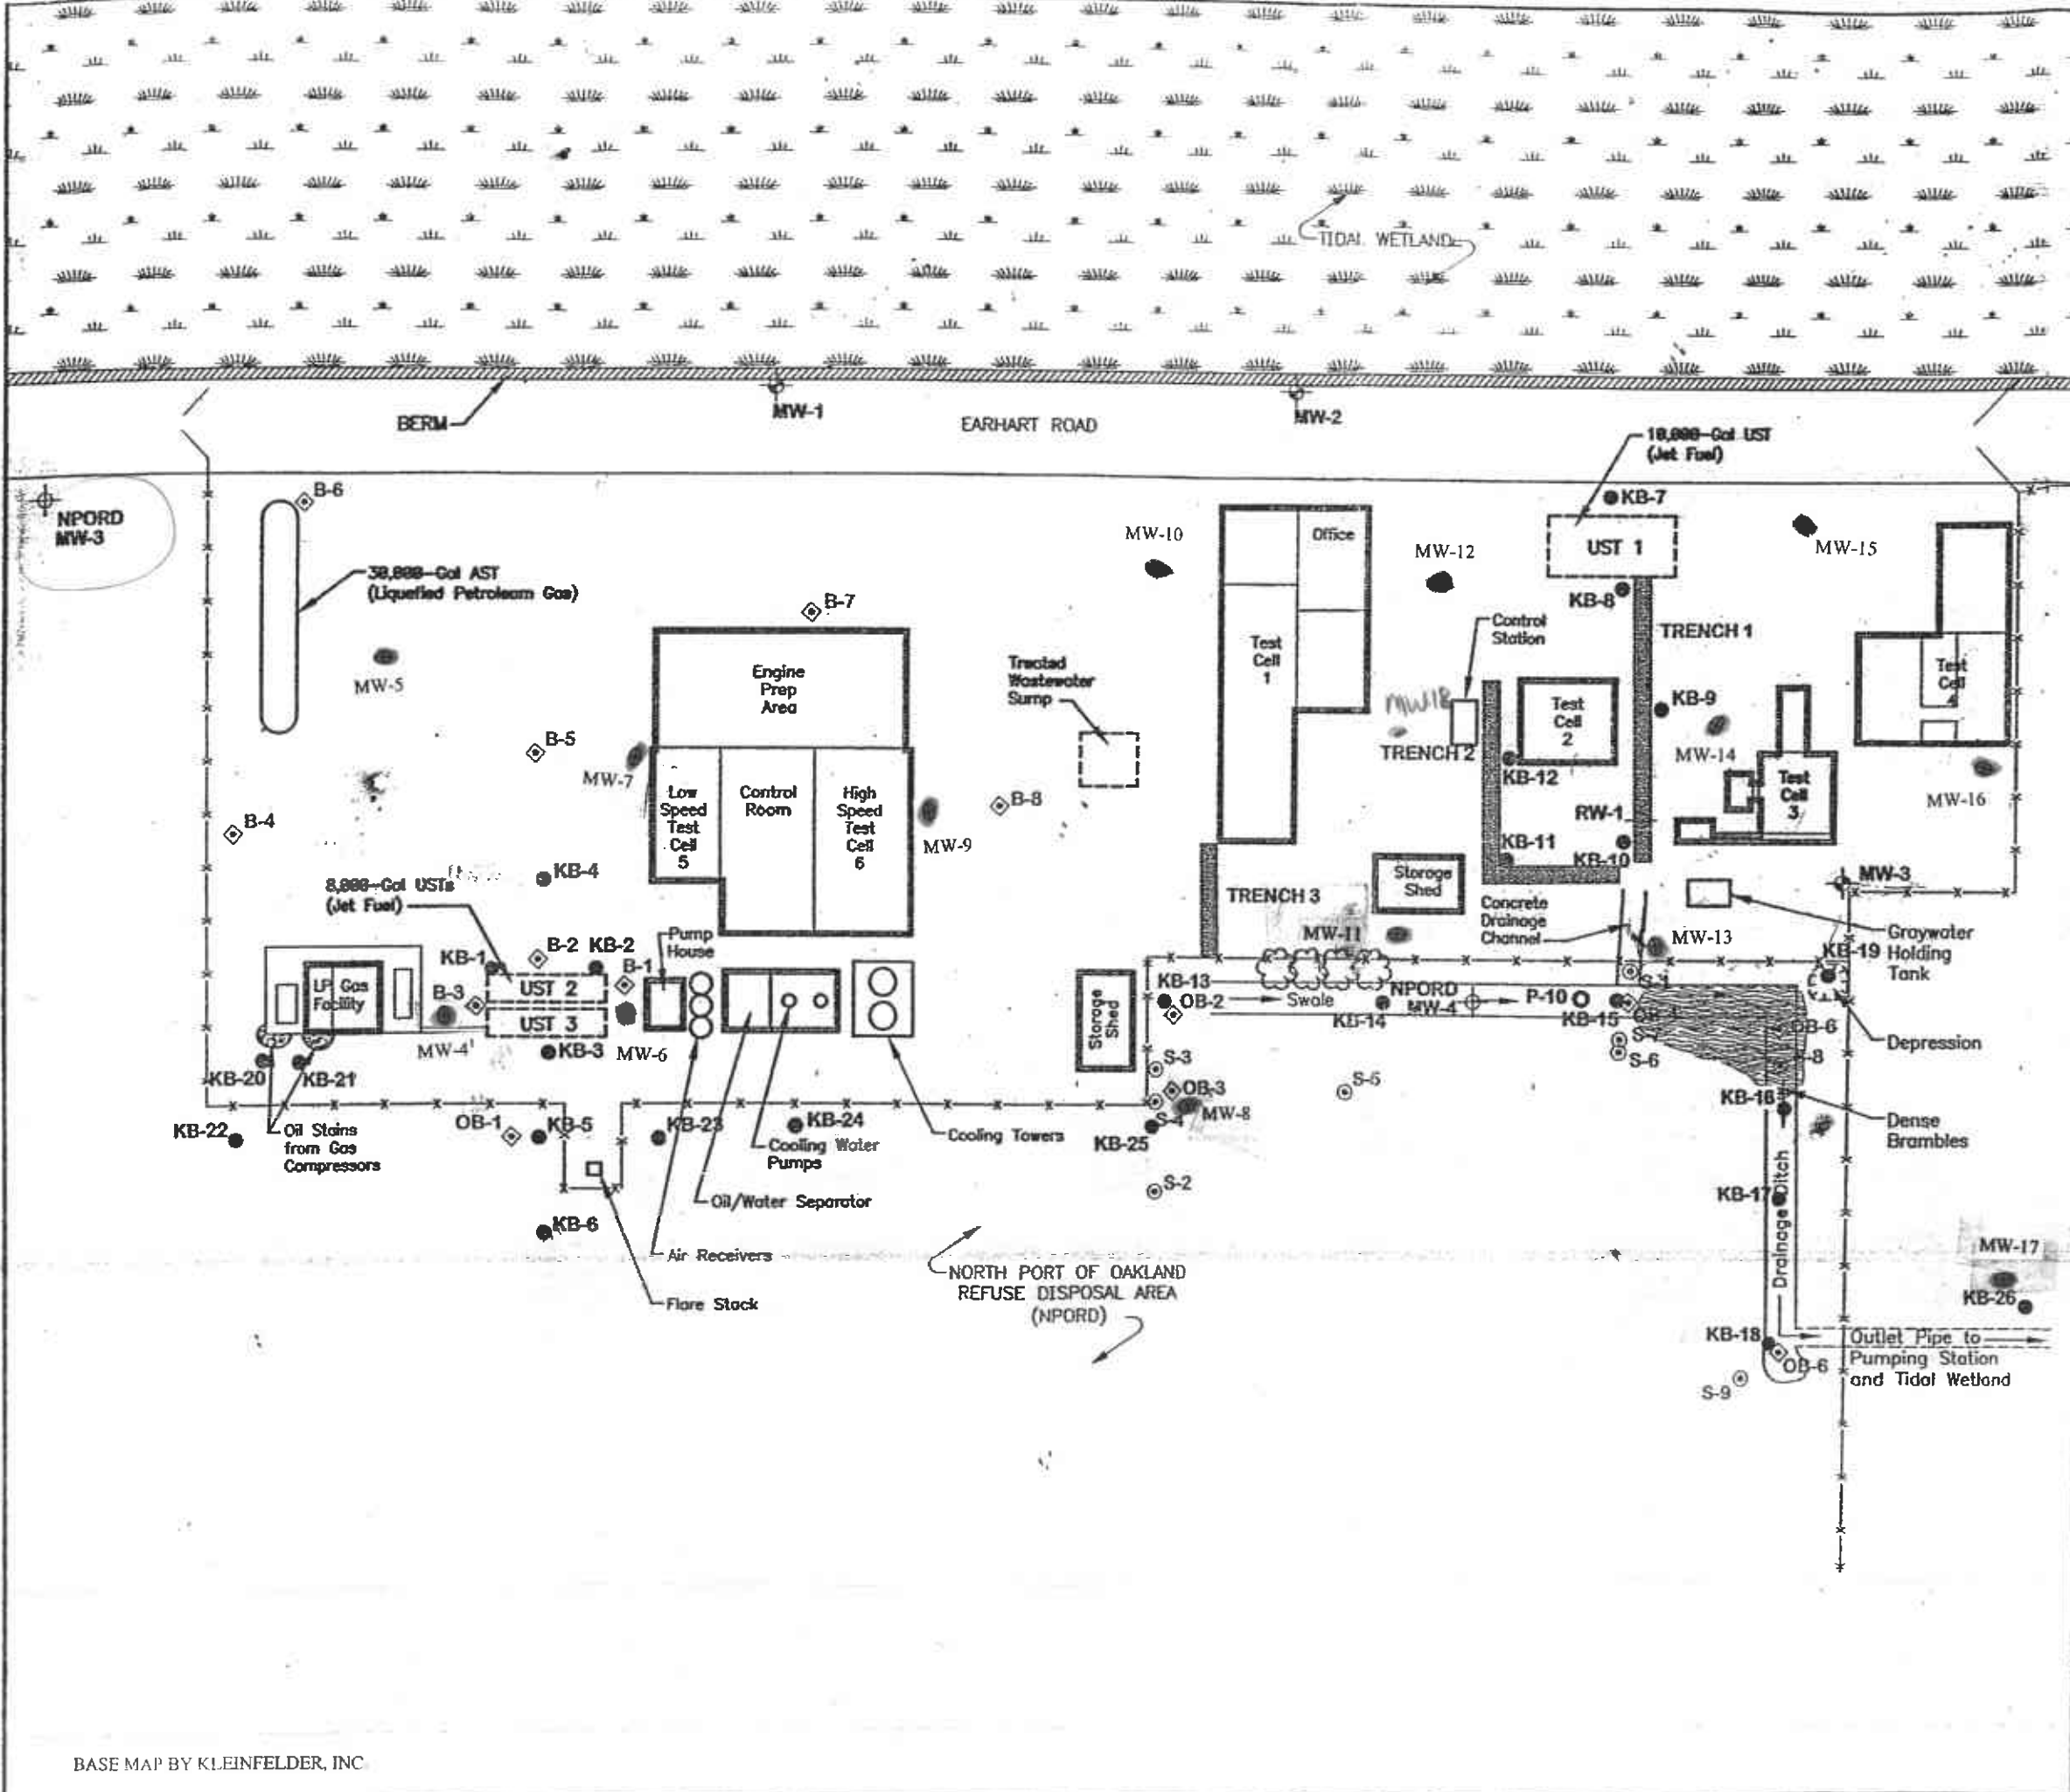 TIDAL WETLAND
BERM
MW-1
EARHART ROAD
MW-2
10,000-Gal UST
(Jet Fuel)
B-6
KB-7
NPORD
MW-3
MW-10
Office
MW-12
UST 1
MW-15
30,000-Gal AST
(Liquefied Petroleum Gas)
B-7
KB-8
Control
Station
TRENCH 1
MW-5
Engine
Prep
Area
Treated
Wastewater
Sump
Test
Cell
1
MW18
Test
Cell
2
KB-9
Test
Cell
4
B-5
MW-7
TRENCH 2
MW-14
KB-12
Test
Cell
3
MW-16
B-4
Low
Speed
Test
Cell
5
Control
Room
High
Speed
Test
Cell
6
B-8
MW-9
RW-1
KB-11
KB-10
KB-4
8,000-Gal USTs
(Jet Fuel)
TRENCH 3
Storage
Shed
MW-3
Concrete
Drainage
Channel
Pump
House
MW-11
MW-13
Graywater
Holding
Tank
KB-1
B-2
KB-2
B-1
KB-19
LP Gas
Facility
B-3
UST 2
UST 3
MW-4
KB-3
MW-6
Storage
Shed
KB-13
OB-2
Swale
KB-14
NPORD
MW-4
P-10
KB-15
S-1
OB-6
S-6
Depression
KB-20
KB-21
S-3
OB-3
S-4
MW-8
S-5
KB-16
Dense
Brambles
KB-22
Oil Stains
from Gas
Compressors
OB-1
KB-5
KB-23
KB-24
Cooling Water
Pumps
Cooling Towers
KB-25
S-2
KB-17
Drainage Ditch
Oil/Water Separator
KB-6
Air Receivers
Flare Stack
NORTH PORT OF OAKLAND
REFUSE DISPOSAL AREA
(NPORD)
MW-17
KB-26
KB-18
OB-6
S-9
Outlet Pipe to
Pumping Station
and Tidal Wetland
BASE MAP BY KLEINFELDER, INC.